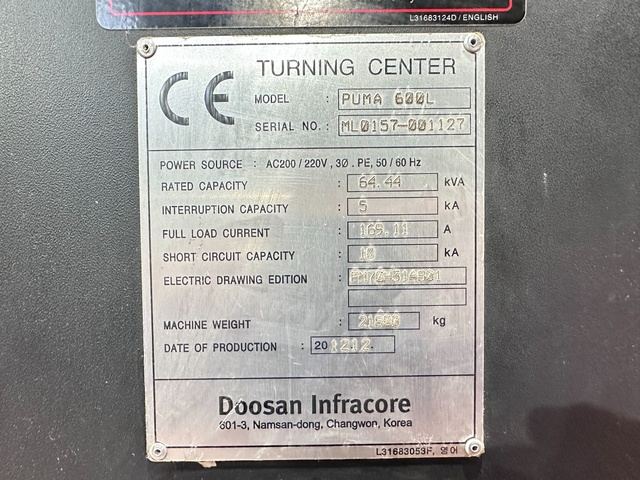 L31683124D / ENGLISH
CE TURNING CENTER
MODEL : PUMA 600L
SERIAL NO. : ML0157-001127
POWER SOURCE : AC200 / 220V , 3Ø . PE, 50 / 60 Hz
RATED CAPACITY : 64.44 kVA
INTERRUPTION CAPACITY : 5 kA
FULL LOAD CURRENT : 169.11 A
SHORT CIRCUIT CAPACITY : 10 kA
ELECTRIC DRAWING EDITION :
MACHINE WEIGHT : kg
DATE OF PRODUCTION : 2012.12.
Doosan Infracore
601-3, Namsan-dong, Changwon, Korea
L31683053F, 영어